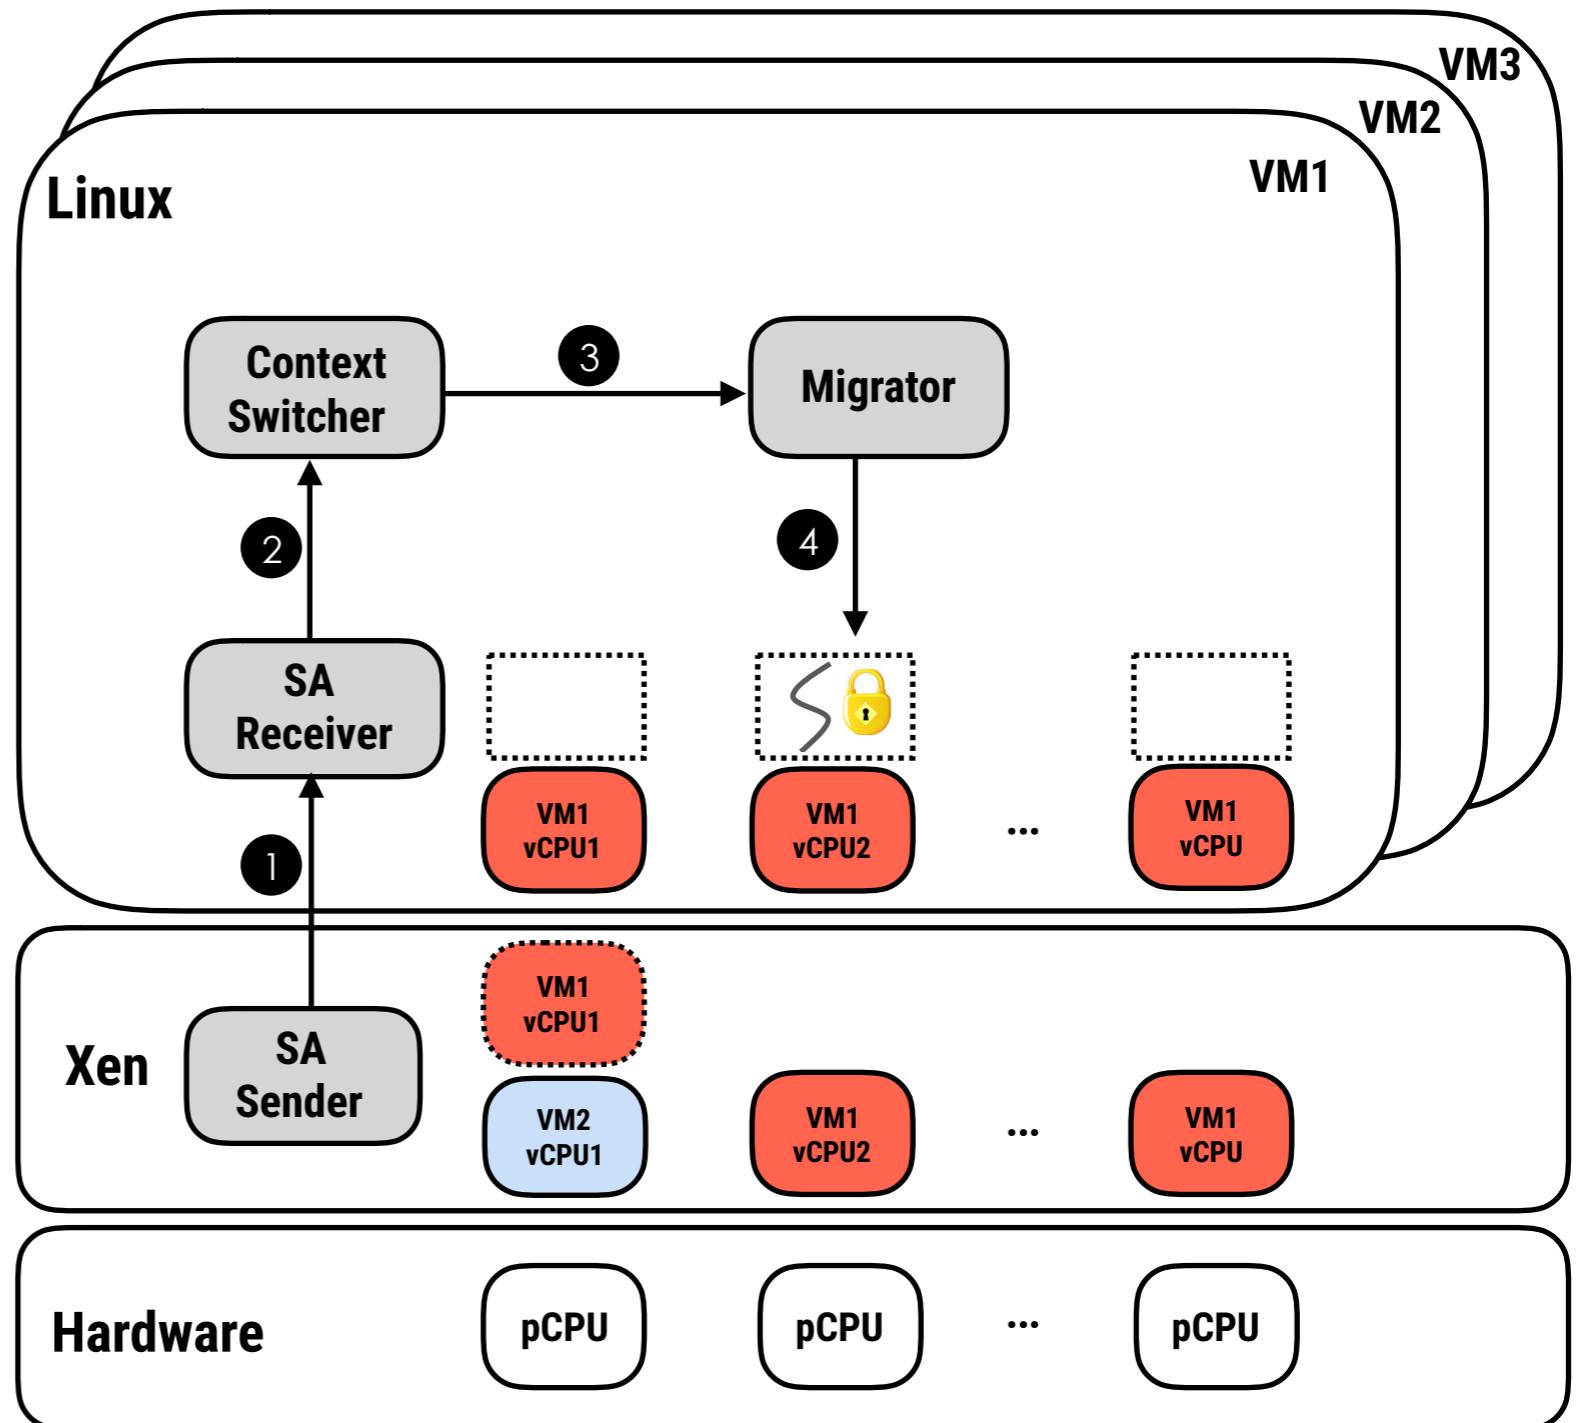 VM3
VM2
VM1
Linux
Context
Switcher
3
Migrator
2
4
SA
Receiver
VM1
vCPU1
VM1
vCPU2
...
VM1
vCPU
1
Xen
SA
Sender
VM1
vCPU1
VM2
vCPU1
VM1
vCPU2
...
VM1
vCPU
Hardware
pCPU
pCPU
...
pCPU